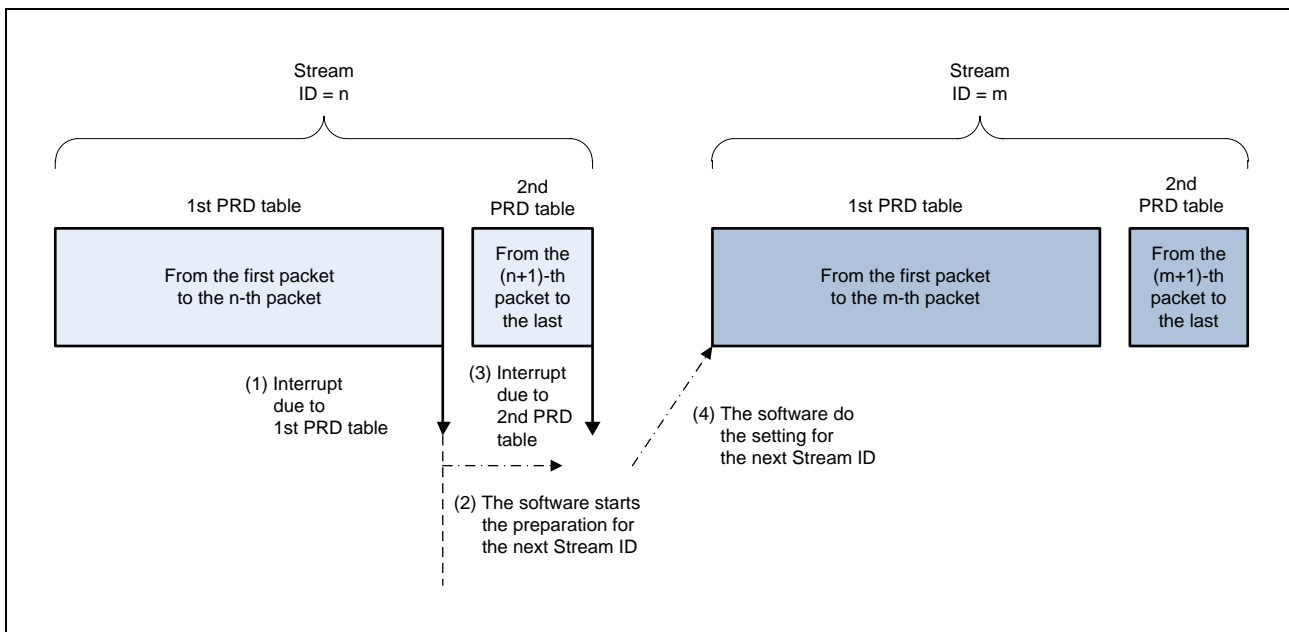 Stream
ID = n
Stream
ID = m
1st PRD table
2nd
PRD table
1st PRD table
2nd
PRD table
From the first packet
to the n-th packet
From the
(n+1)-th
packet to
the last
From the first packet
to the m-th packet
From the
(m+1)-th
packet to
the last
(1) Interrupt
due to
1st PRD table
(3) Interrupt
due to
2nd PRD
table
(4) The software do
the setting for
the next Stream ID
(2) The software starts
the preparation for
the next Stream ID